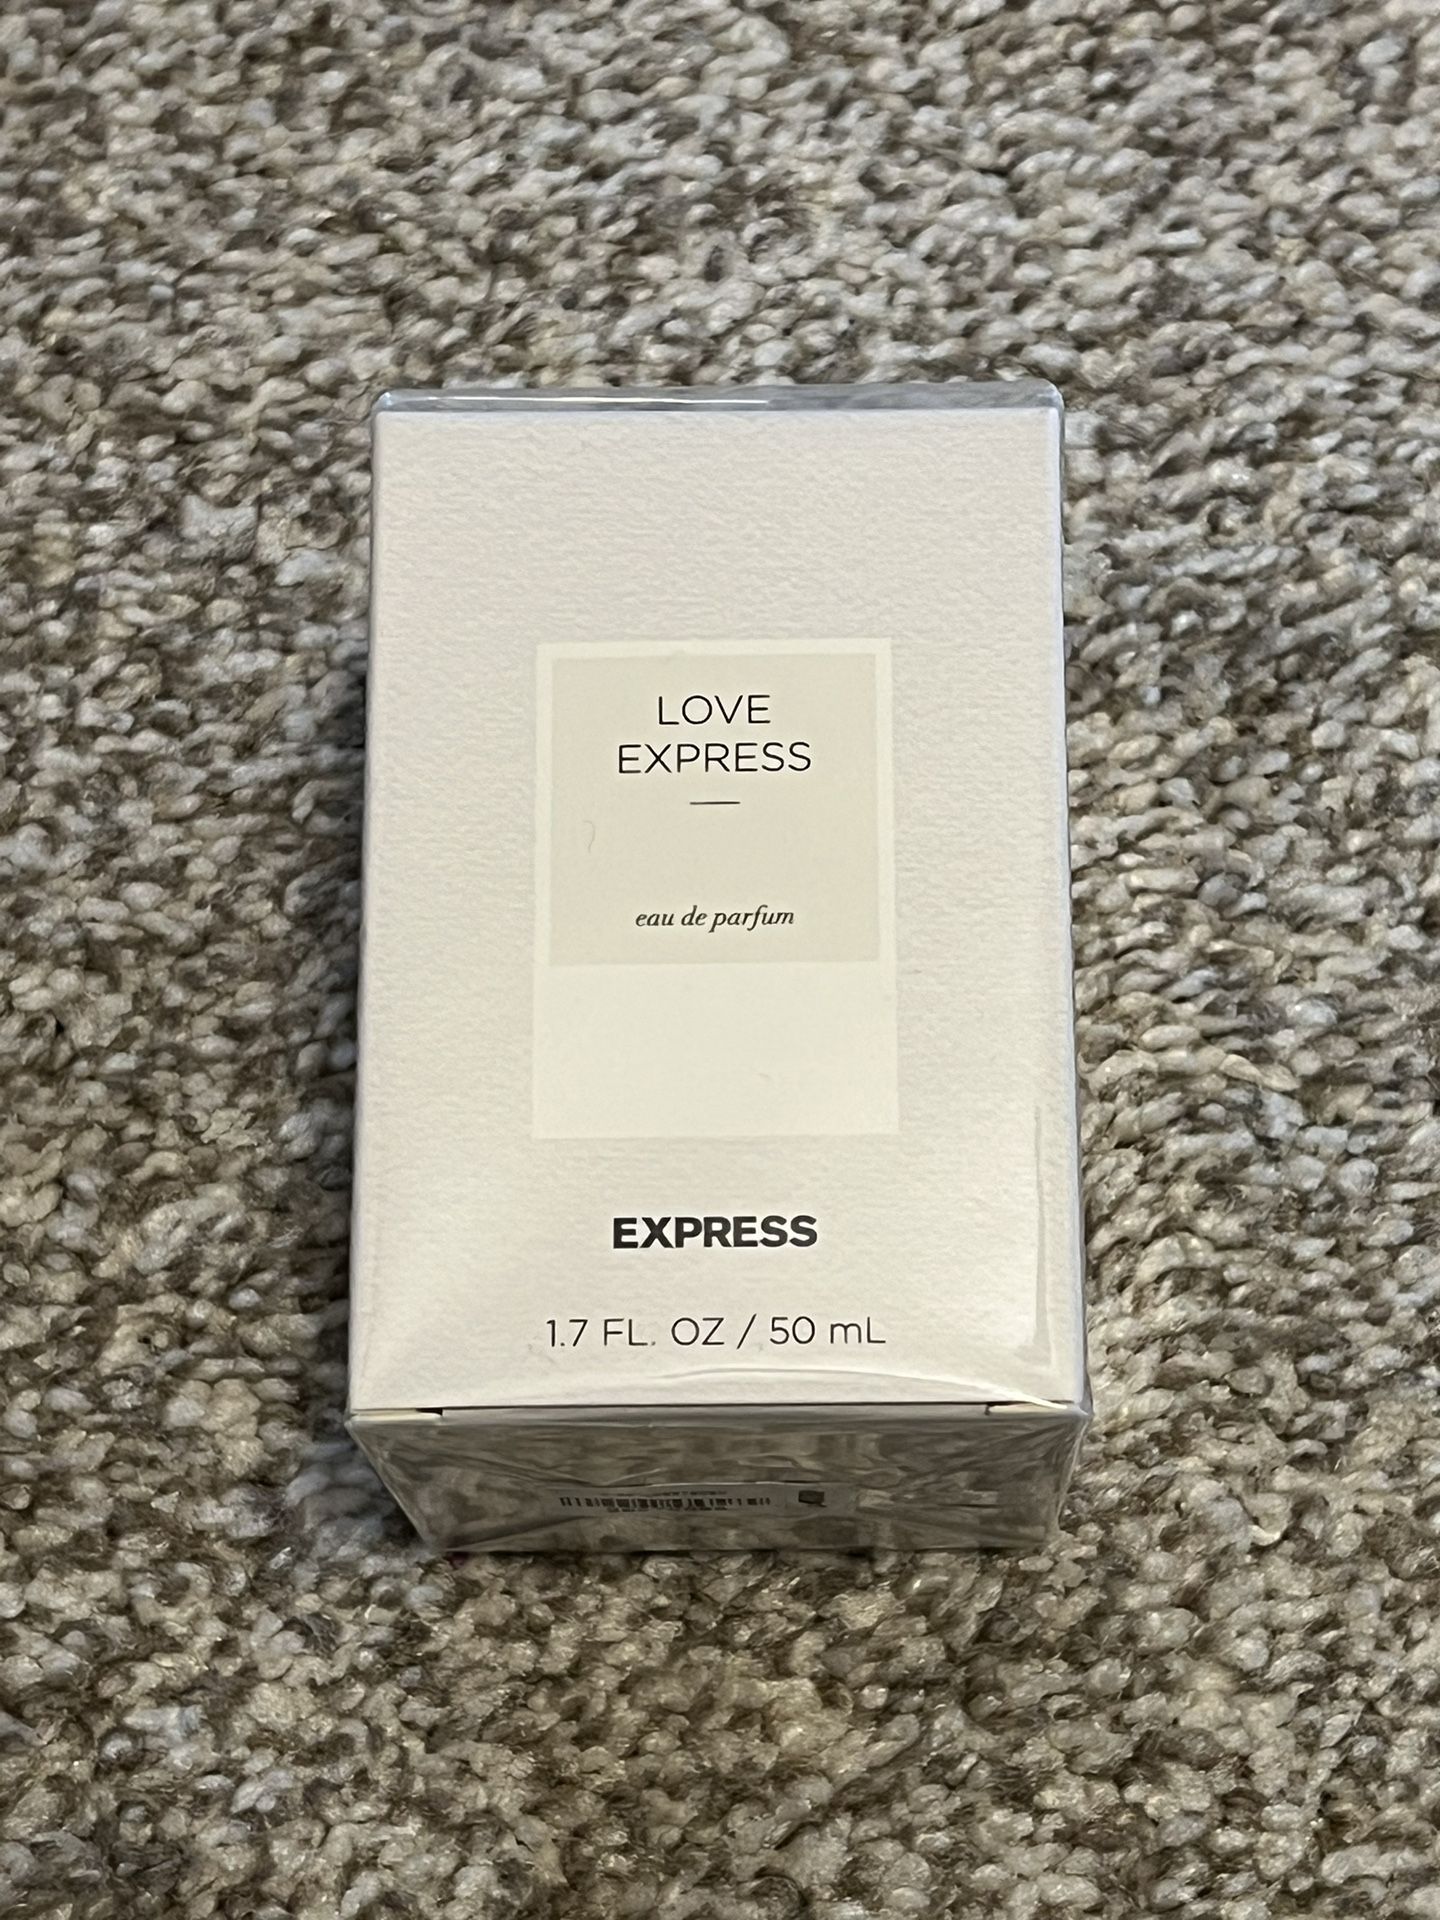 LOVE
EXPRESS
eau de parfum
EXPRESS
1.7 FL. OZ / 50 mL